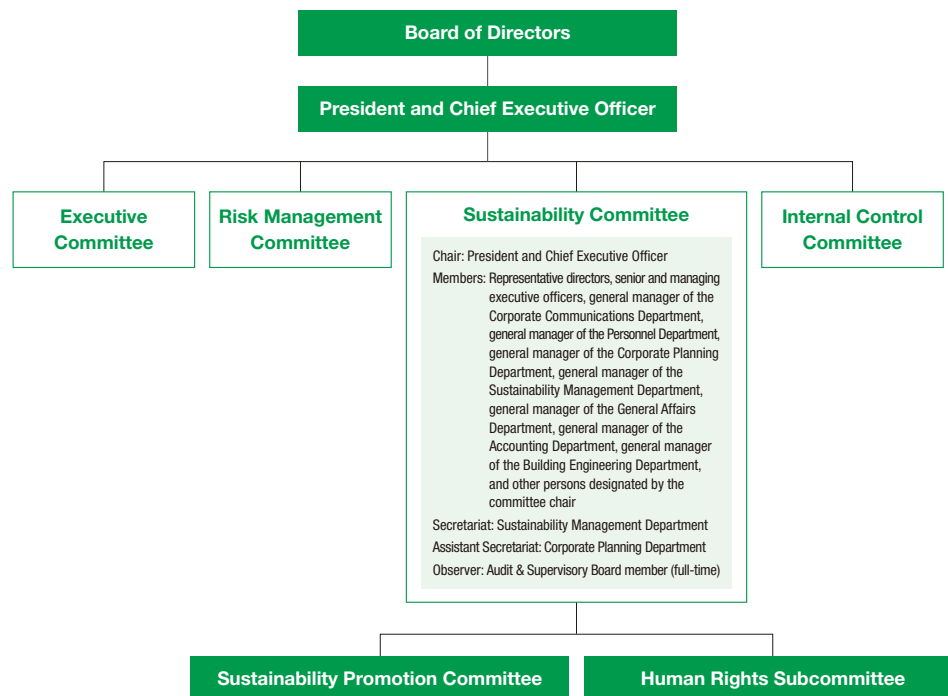 Board of Directors
President and Chief Executive Officer
Executive
Committee
Risk Management
Committee
Sustainability Committee
Chair: President and Chief Executive Officer
Members: Representative directors, senior and managing
executive officers, general manager of the
Corporate Communications Department,
general manager of the Personnel Department,
general manager of the Corporate Planning
Department, general manager of the
Sustainability Management Department,
general manager of the General Affairs
Department, general manager of the
Accounting Department, general manager
of the Building Engineering Department,
and other persons designated by the
committee chair
Secretariat: Sustainability Management Department
Assistant Secretariat: Corporate Planning Department
Observer: Audit & Supervisory Board member (full-time)
Internal Control
Committee
Sustainability Promotion Committee
Human Rights Subcommittee